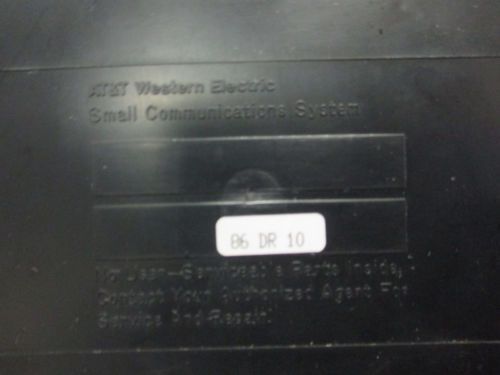 AT&T Western Electric
Small Communications System
86 DR 10
No User-Serviceable Parts Inside,
Contact Your Authorized Agent For
Service And Repair.